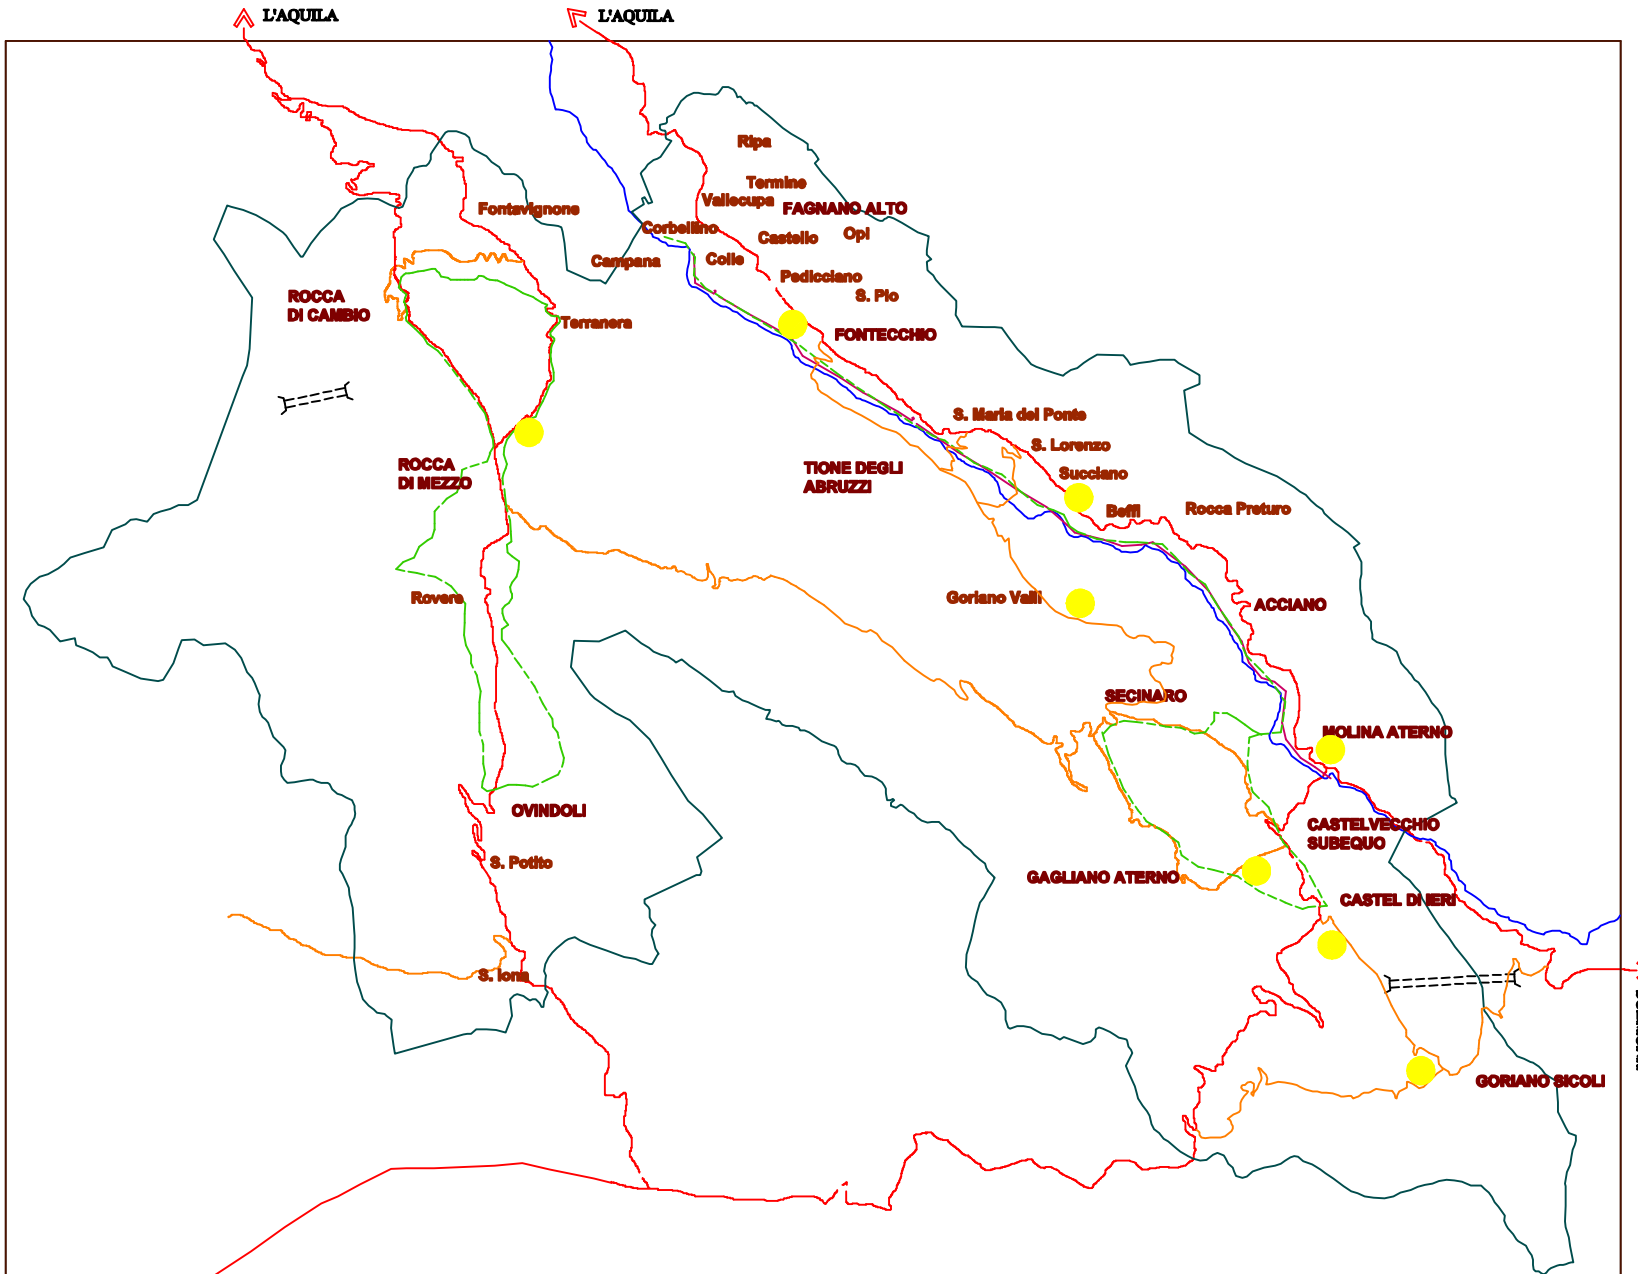 L'AQUILA
L'AQUILA
Ripa
Termine
Vallecupa
FAGNANO ALTO
Fontavignone
Corbellino
Castello
Opi
Campana
Colle
Pedicciano
S. Pio
ROCCA
DI CAMBIO
Terranera
FONTECCHIO
S. Maria del Ponte
S. Lorenzo
ROCCA
DI MEZZO
TIONE DEGLI
ABRUZZI
Succiano
Beffi
Rocca Preturo
Rovere
Goriano Valli
ACCIANO
SECINARO
MOLINA ATERNO
OVINDOLI
CASTELVECCHIO
SUBEQUO
S. Potito
GAGLIANO ATERNO
CASTEL DI IERI
S. Iona
GORIANO SICOLI